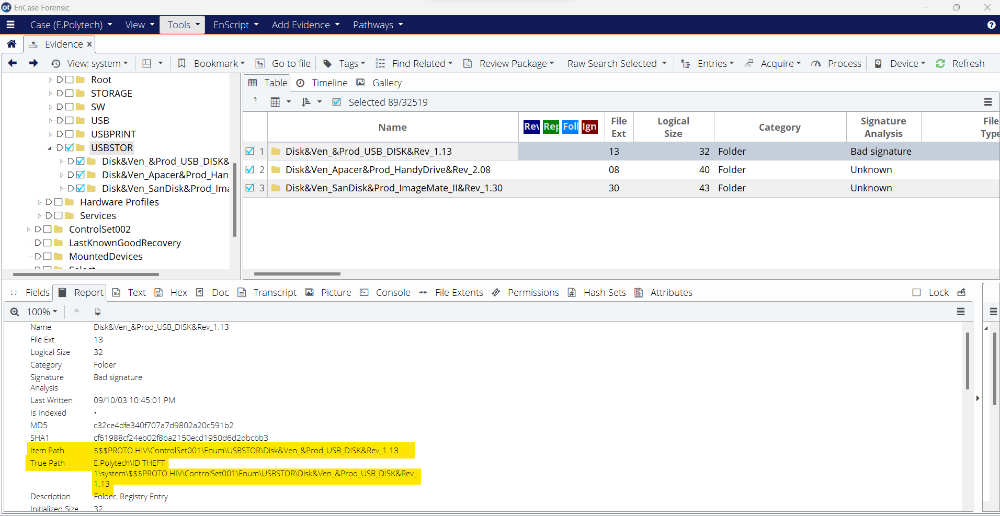 EnCase Forensic
Case (E.Polytech) View Tools EnScript Add Evidence Pathways
Evidence
View: system Bookmark Go to file Tags Find Related Review Package Raw Search Selected Entries Acquire Process Device Refresh
Root
STORAGE
SW
USB
USBPRINT
USBSTOR
Disk&Ven_&Prod_USB_DISK&
Disk&Ven_Apacer&Prod_Han
Disk&Ven_SanDisk&Prod_Ima
Hardware Profiles
Services
ControlSet002
LastKnownGoodRecovery
MountedDevices
Select
Table Timeline Gallery
Selected 89/32519
Name Rev Rep Foll Ign File Ext Logical Size Category Signature Analysis File Type
1 Disk&Ven_&Prod_USB_DISK&Rev_1.13 13 32 Folder Bad signature
2 Disk&Ven_Apacer&Prod_HandyDrive&Rev_2.08 08 40 Folder Unknown
3 Disk&Ven_SanDisk&Prod_ImageMate_II&Rev_1.30 30 43 Folder Unknown
Fields Report Text Hex Doc Transcript Picture Console File Extents Permissions Hash Sets Attributes Lock
100%
Name Disk&Ven_&Prod_USB_DISK&Rev_1.13
File Ext 13
Logical Size 32
Category Folder
Signature Analysis Bad signature
Last Written 09/10/03 10:45:01 PM
Is Indexed •
MD5 c32ce4dfe340f707a7d9802a20c591b2
SHA1 cf61988cf24eb02f8ba2150ecd1950d6d2dbcbb3
Item Path $$$PROTO.HIV\ControlSet001\Enum\USBSTOR\Disk&Ven_&Prod_USB_DISK&Rev_1.13
True Path E.Polytech\ID THEFT
1\system\$$$PROTO.HIV\ControlSet001\Enum\USBSTOR\Disk&Ven_&Prod_USB_DISK&Rev_
1.13
Description Folder, Registry Entry
Initialized Size 32